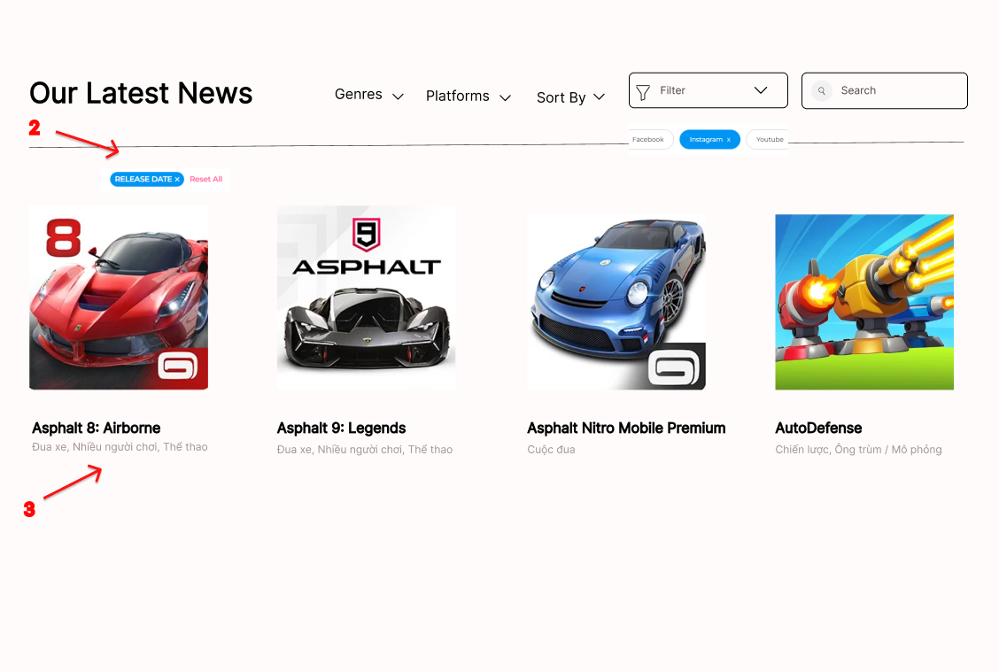 Our Latest News
Genres
Platforms
Sort By
Filter
Search
2
Facebook
Instagram x
Youtube
RELEASE DATE ×
Reset All
8
9
ASPHALT
Asphalt 8: Airborne
Đua xe, Nhiều người chơi, Thể thao
Asphalt 9: Legends
Đua xe, Nhiều người chơi, Thể thao
Asphalt Nitro Mobile Premium
Cuộc đua
AutoDefense
Chiến lược, Ông trùm / Mô phỏng
3